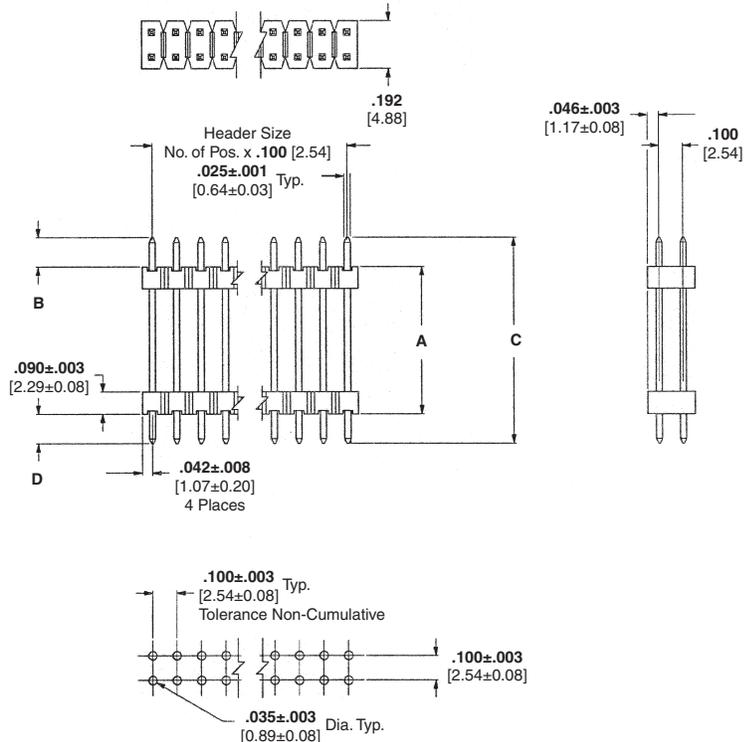 .192
[4.88]
.046±.003
[1.17±0.08]
.100
[2.54]
Header Size
No. of Pos. x .100 [2.54]
.025±.001 Typ.
[0.64±0.03]
B
A
C
.090±.003
[2.29±0.08]
D
.042±.008
[1.07±0.20]
4 Places
.100±.003 Typ.
[2.54±0.08]
Tolerance Non-Cumulative
.100±.003
[2.54±0.08]
.035±.003 Dia. Typ.
[0.89±0.08]